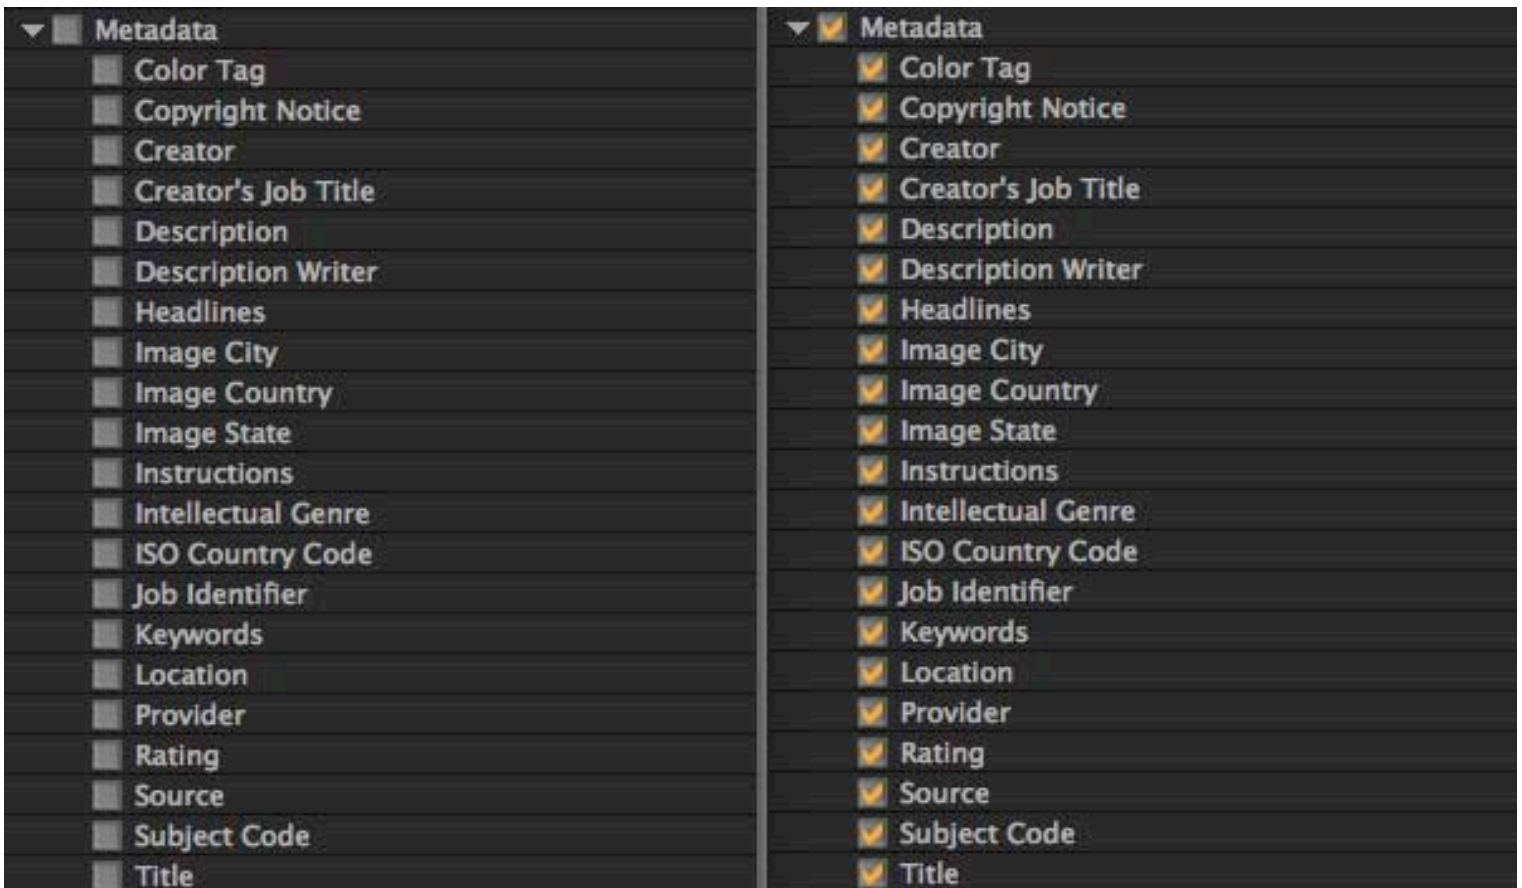 Metadata
Color Tag
Copyright Notice
Creator
Creator's Job Title
Description
Description Writer
Headlines
Image City
Image Country
Image State
Instructions
Intellectual Genre
ISO Country Code
Job Identifier
Keywords
Location
Provider
Rating
Source
Subject Code
Title
Metadata
Color Tag
Copyright Notice
Creator
Creator's Job Title
Description
Description Writer
Headlines
Image City
Image Country
Image State
Instructions
Intellectual Genre
ISO Country Code
Job Identifier
Keywords
Location
Provider
Rating
Source
Subject Code
Title